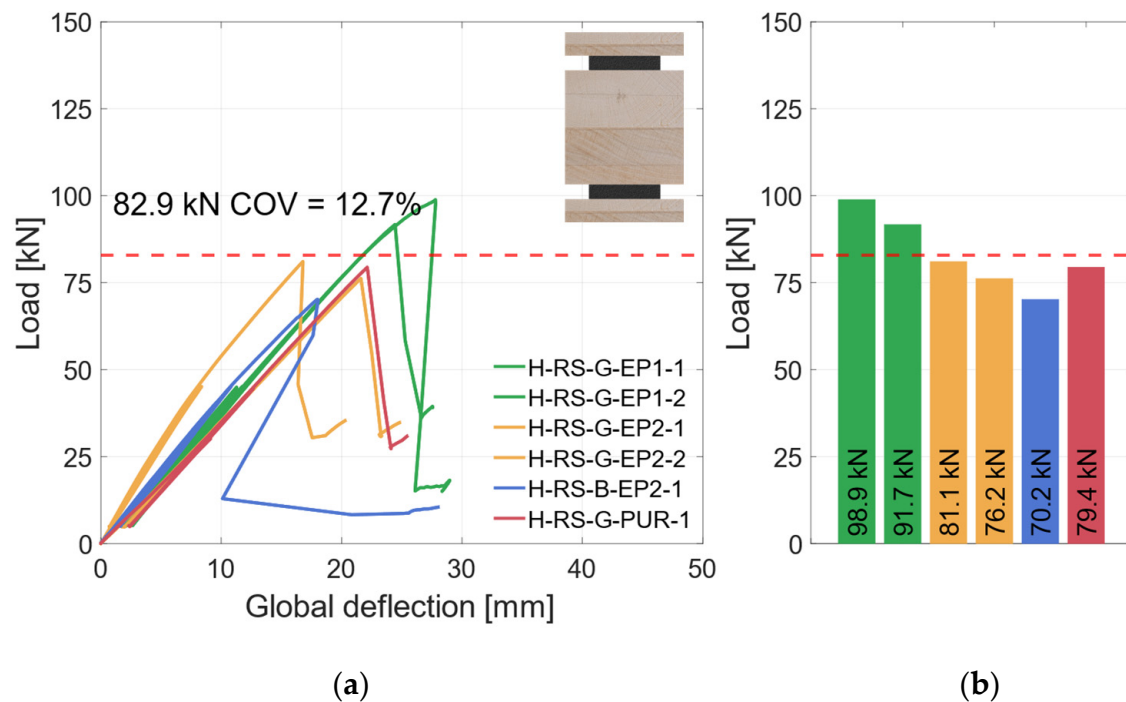 150
125
100
75
50
25
0
Load [kN]
82.9 kN COV = 12.7%
H-RS-G-EP1-1
H-RS-G-EP1-2
H-RS-G-EP2-1
H-RS-G-EP2-2
H-RS-B-EP2-1
H-RS-G-PUR-1
0 10 20 30 40 50
Global deflection [mm]
(a)
150
125
100
75
50
25
0
Load [kN]
98.9 kN
91.7 kN
81.1 kN
76.2 kN
70.2 kN
79.4 kN
(b)